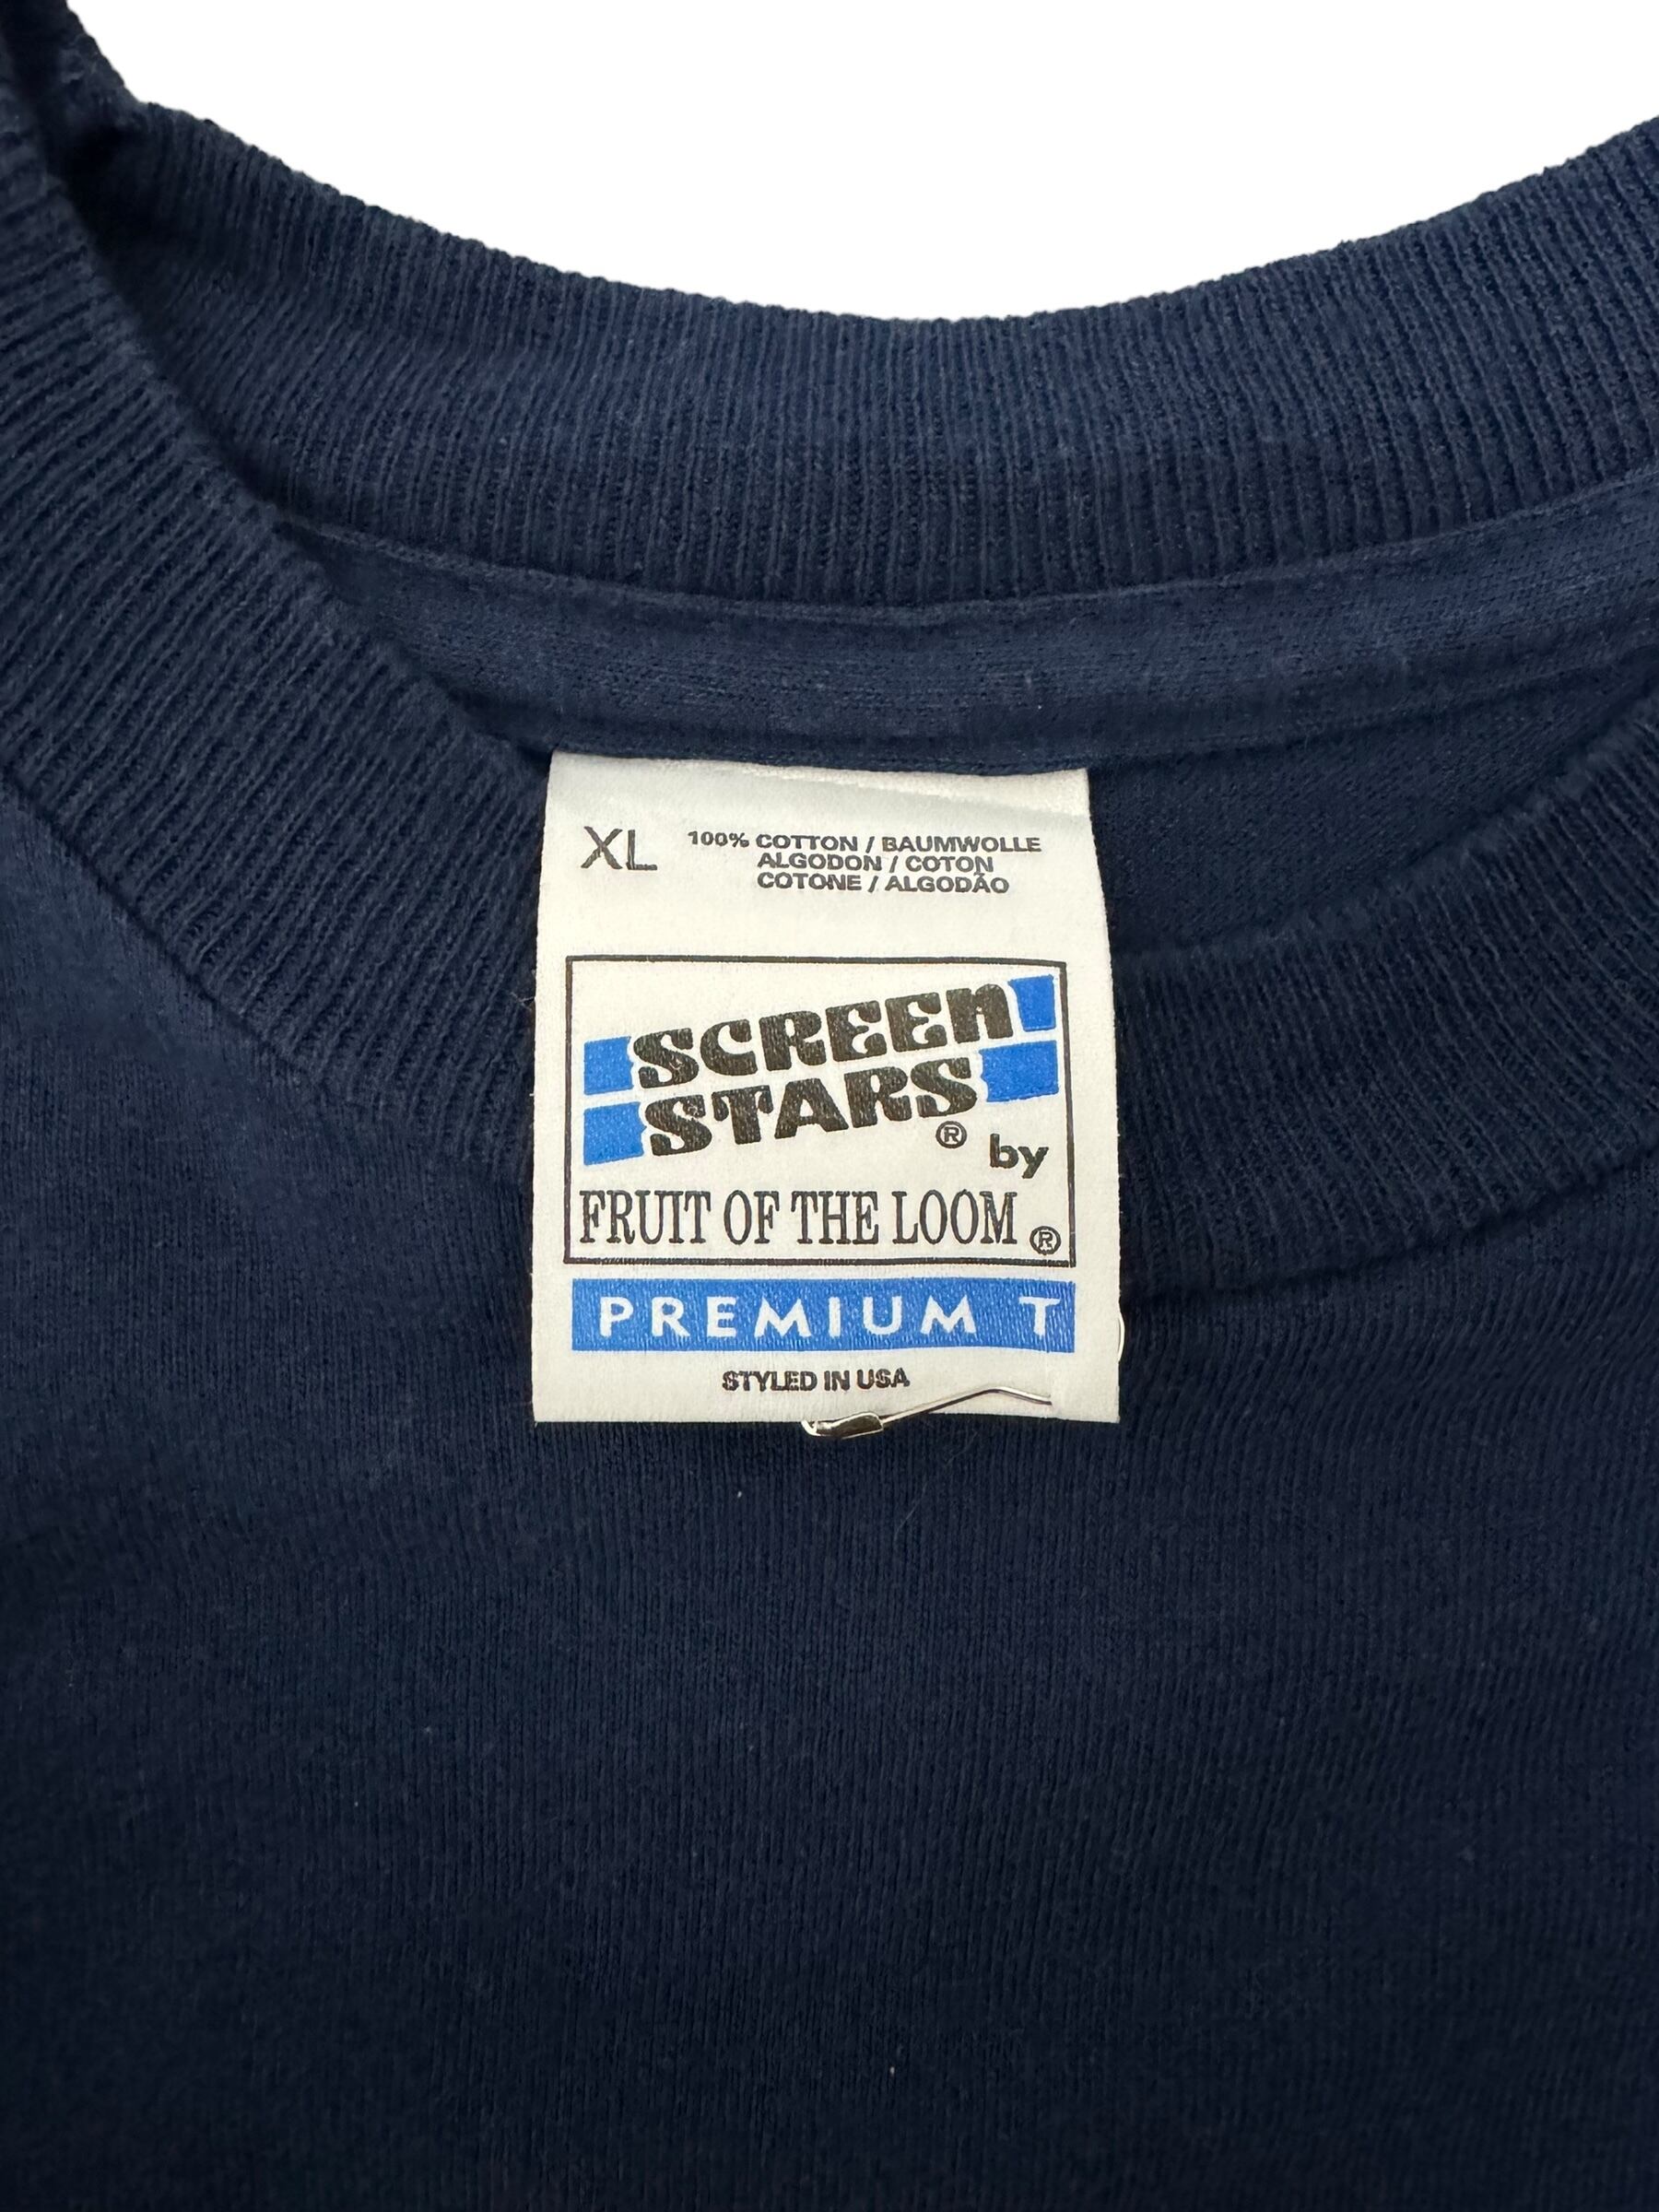 XL
100% COTTON / BAUMWOLLE
ALGODON / COTON
COTONE / ALGODÃO
SCREEN
STARS ®
by
FRUIT OF THE LOOM ®
PREMIUM T
STYLED IN USA